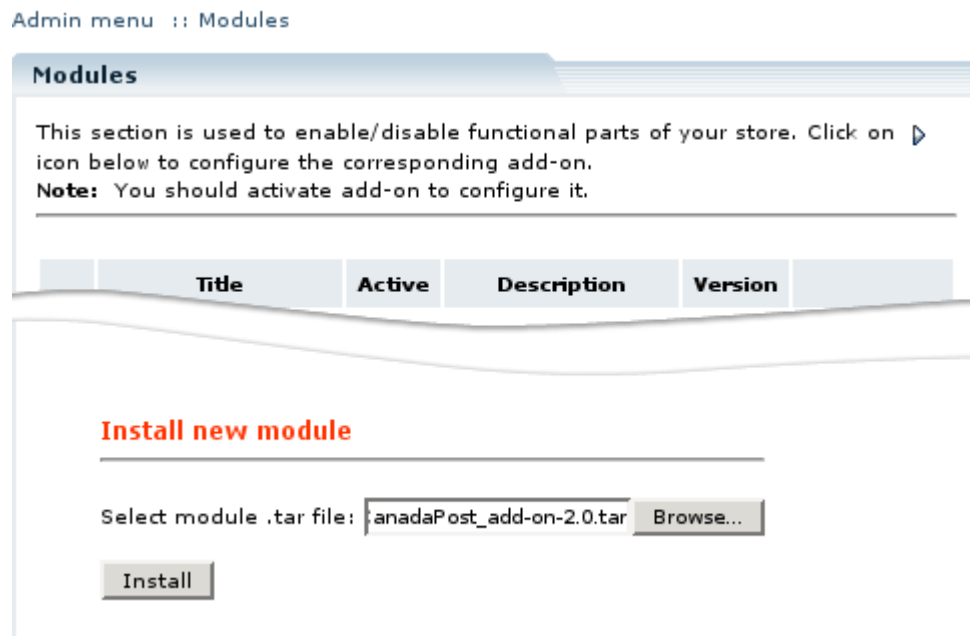 Admin menu :: Modules
Modules
This section is used to enable/disable functional parts of your store. Click on
icon below to configure the corresponding add-on.
Note: You should activate add-on to configure it.
Title Active Description Version
Install new module
Select module .tar file: anadaPost_add-on-2.0.tar Browse...
Install